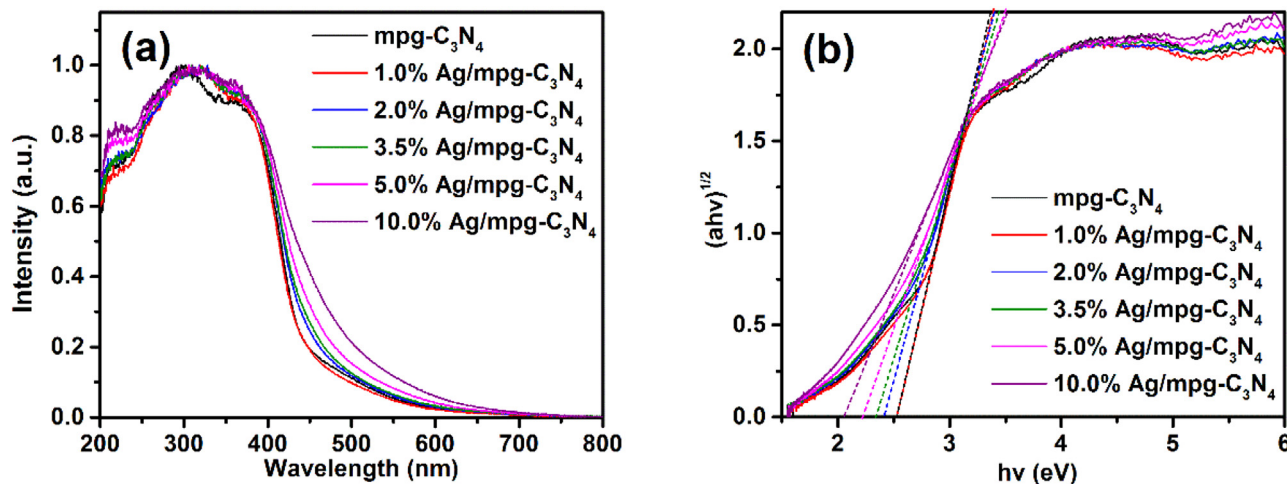 (a)
mpg-C₃N₄
1.0% Ag/mpg-C₃N₄
2.0% Ag/mpg-C₃N₄
3.5% Ag/mpg-C₃N₄
5.0% Ag/mpg-C₃N₄
10.0% Ag/mpg-C₃N₄
Intensity (a.u.)
1.0
0.8
0.6
0.4
0.2
0.0
200 300 400 500 600 700 800
Wavelength (nm)
(b)
mpg-C₃N₄
1.0% Ag/mpg-C₃N₄
2.0% Ag/mpg-C₃N₄
3.5% Ag/mpg-C₃N₄
5.0% Ag/mpg-C₃N₄
10.0% Ag/mpg-C₃N₄
(ahv)^1/2
2.0
1.5
1.0
0.5
0.0
2 3 4 5 6
hv (eV)